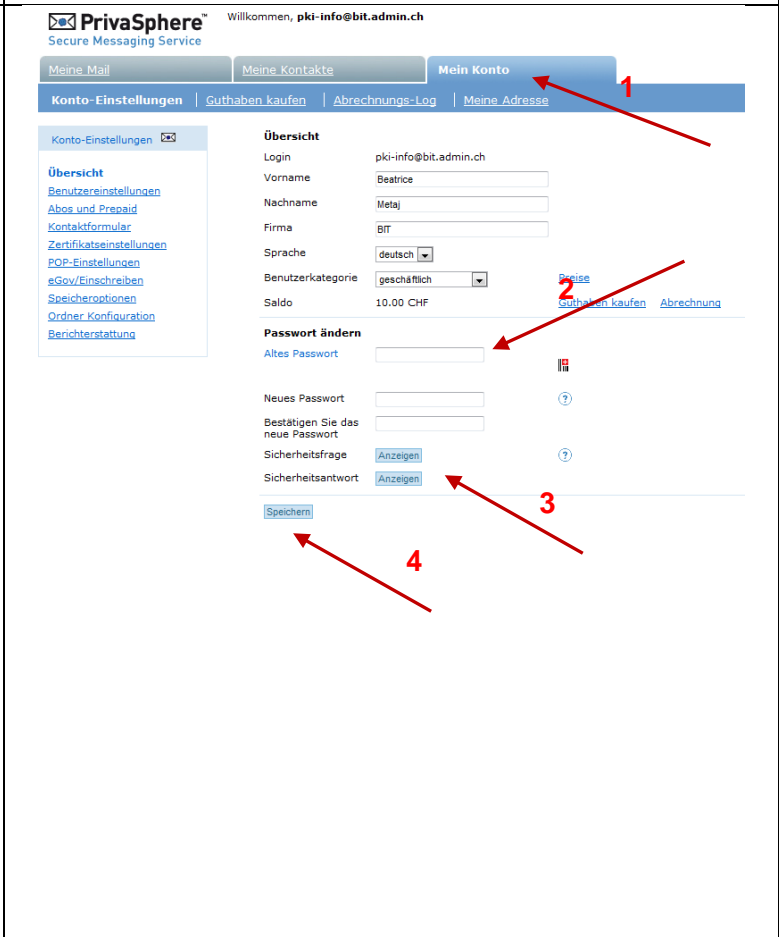 PrivaSphere™ Willkommen, pki-info@bit.admin.ch
Secure Messaging Service
Meine Mail Meine Kontakte Mein Konto
1
Konto-Einstellungen Guthaben kaufen Abrechnungs-Log Meine Adresse
Konto-Einstellungen
Übersicht
Benutzereinstellungen
Abos und Prepaid
Kontaktformular
Zertifikatseinstellungen
POP-Einstellungen
eGov/Einschreiben
Speicheroptionen
Ordner Konfiguration
Berichterstattung
Übersicht
Login pki-info@bit.admin.ch
Vorname Beatrice
Nachname Metaj
Firma BIT
Sprache deutsch
Benutzerkategorie geschäftlich Preise
2
Saldo 10.00 CHF Guthaben kaufen Abrechnung
Passwort ändern
Altes Passwort
Neues Passwort ?
Bestätigen Sie das
neue Passwort
Sicherheitsfrage Anzeigen ?
Sicherheitsantwort Anzeigen
3
Speichern
4